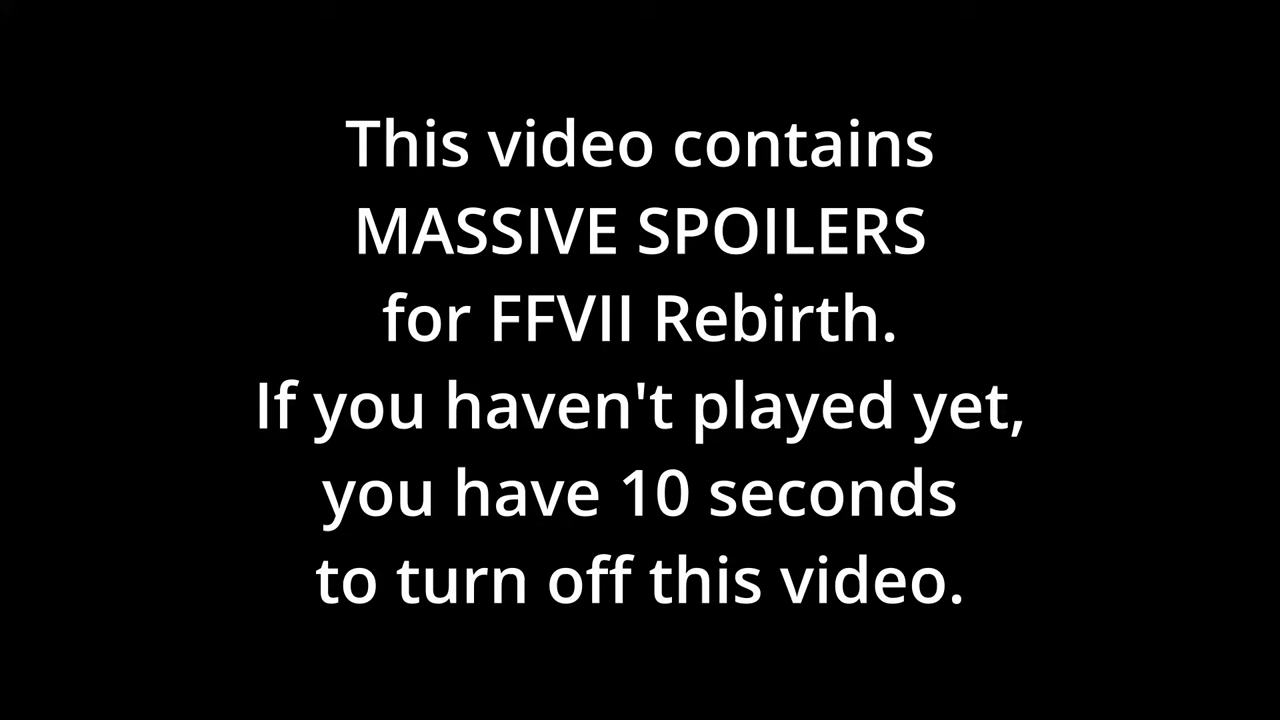 This video contains
MASSIVE SPOILERS
for FFVII Rebirth.
If you haven't played yet,
you have 10 seconds
to turn off this video.